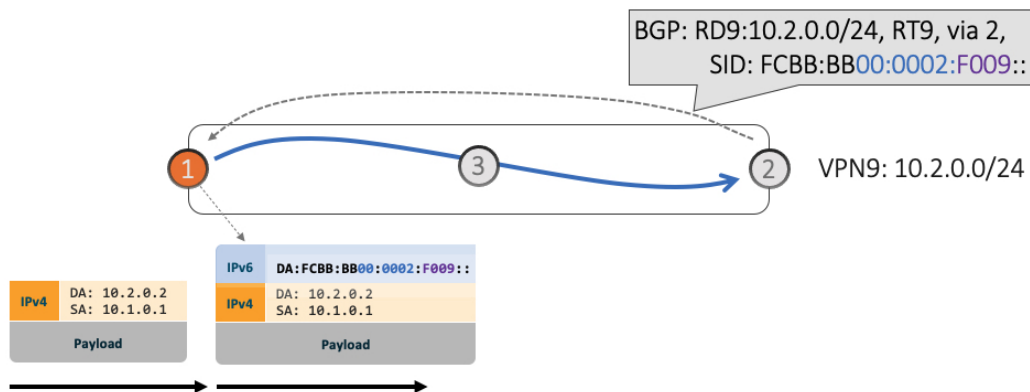 BGP: RD9:10.2.0.0/24, RT9, via 2,
SID: FCBB:BB00:0002:F009::
1
3
2
VPN9: 10.2.0.0/24
IPv6
DA:FCBB:BB00:0002:F009::
IPv4
DA: 10.2.0.2
SA: 10.1.0.1
Payload
IPv4
DA: 10.2.0.2
SA: 10.1.0.1
Payload